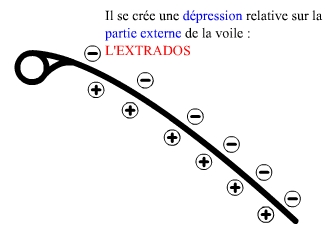 Il se crée une dépression relative sur la
partie externe de la voile :
L'EXTRADOS